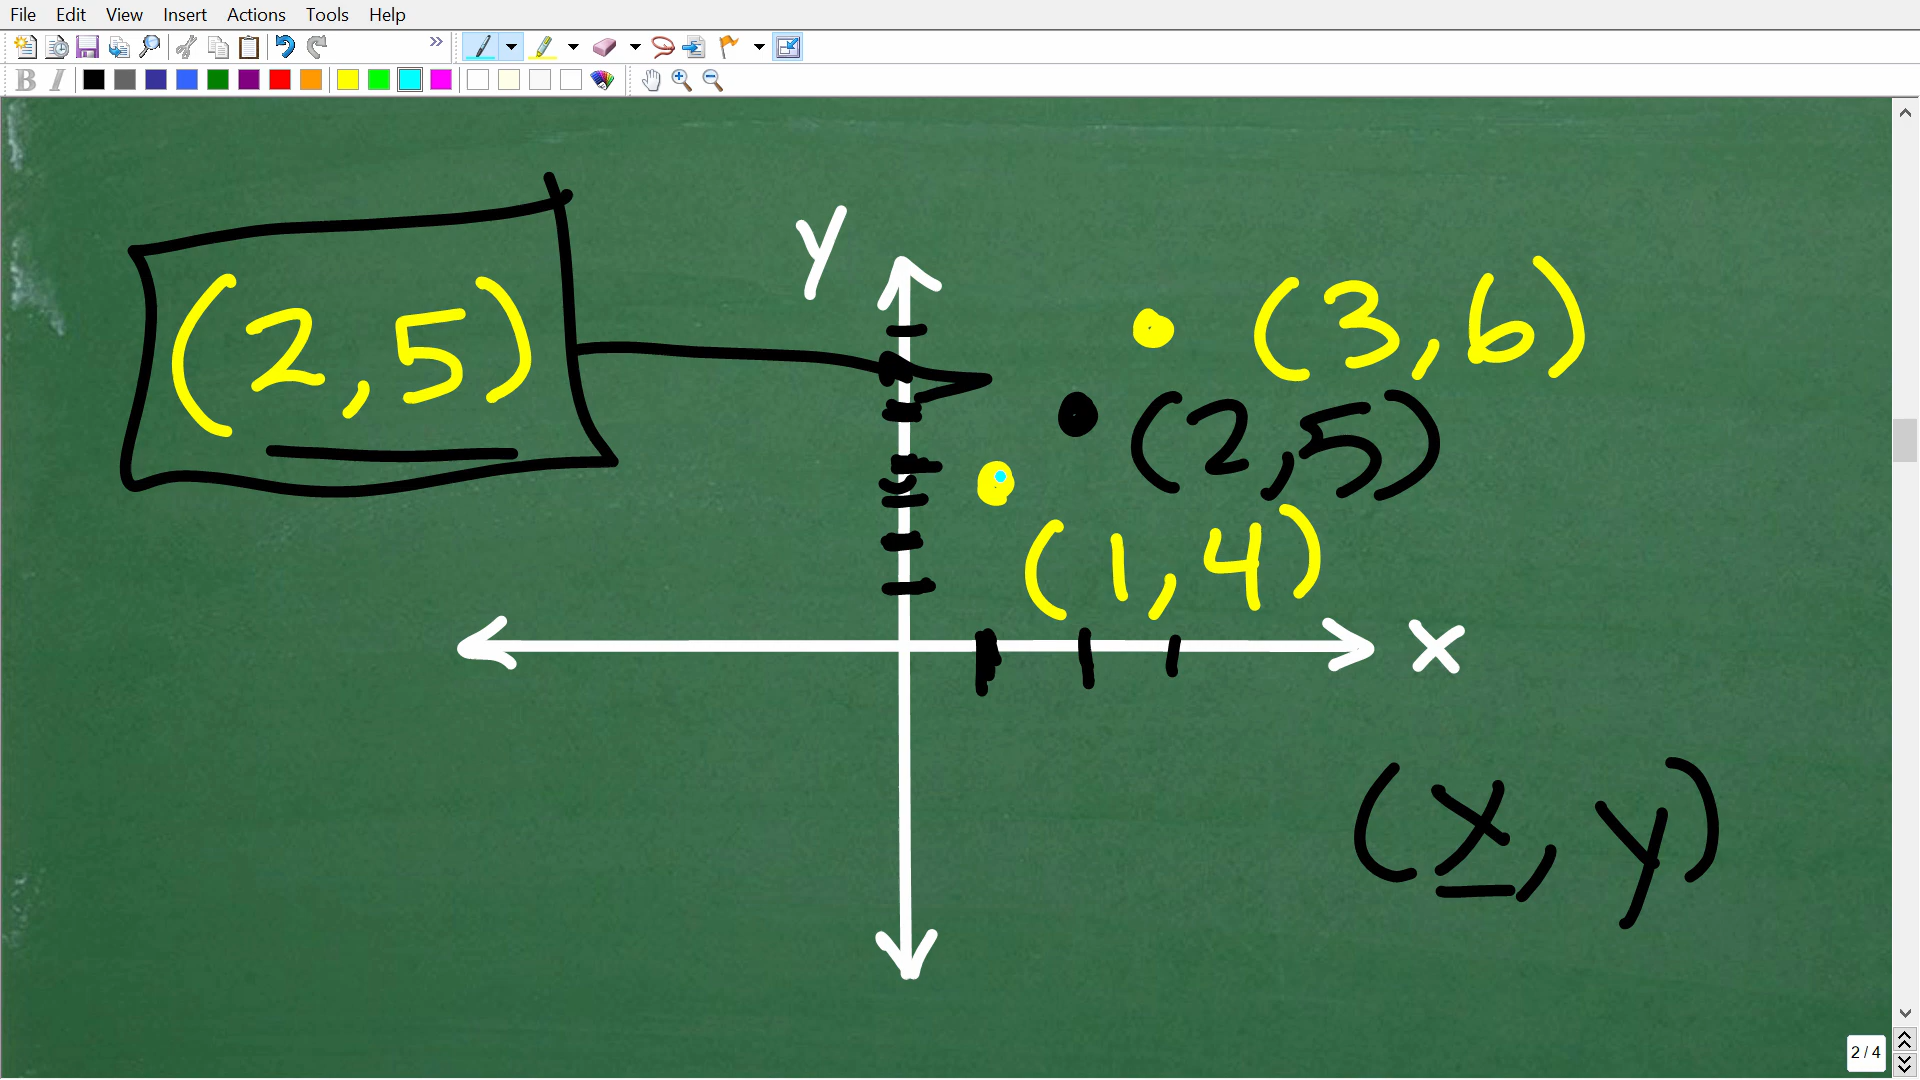 File Edit View Insert Actions Tools Help
B I
y
(3,6)
(2,5)
(2,5)
(1,4)
x
(x, y)
2 / 4